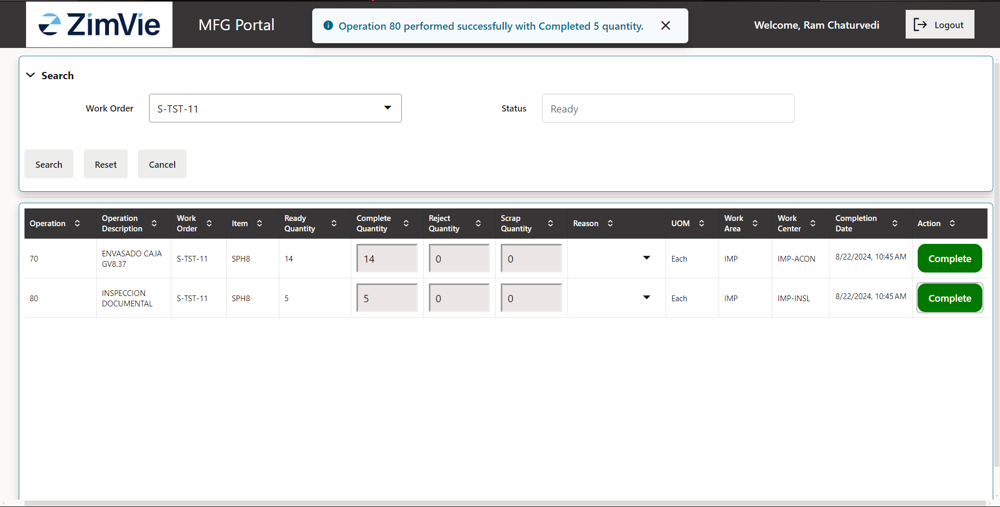 ZimVie
MFG Portal
Operation 80 performed successfully with Completed 5 quantity.
Welcome, Ram Chaturvedi
Logout
Search
Work Order
S-TST-11
Status
Ready
Search
Reset
Cancel
Operation
Operation
Description
Work
Order
Item
Ready
Quantity
Complete
Quantity
Reject
Quantity
Scrap
Quantity
Reason
UOM
Work
Area
Work
Center
Completion
Date
Action
70
ENVASADO CAJA
GV8.37
S-TST-11
SPH8
14
14
0
0
Each
IMP
IMP-ACON
8/22/2024, 10:45 AM
Complete
80
INSPECCION
DOCUMENTAL
S-TST-11
SPH8
5
5
0
0
Each
IMP
IMP-INSL
8/22/2024, 10:45 AM
Complete